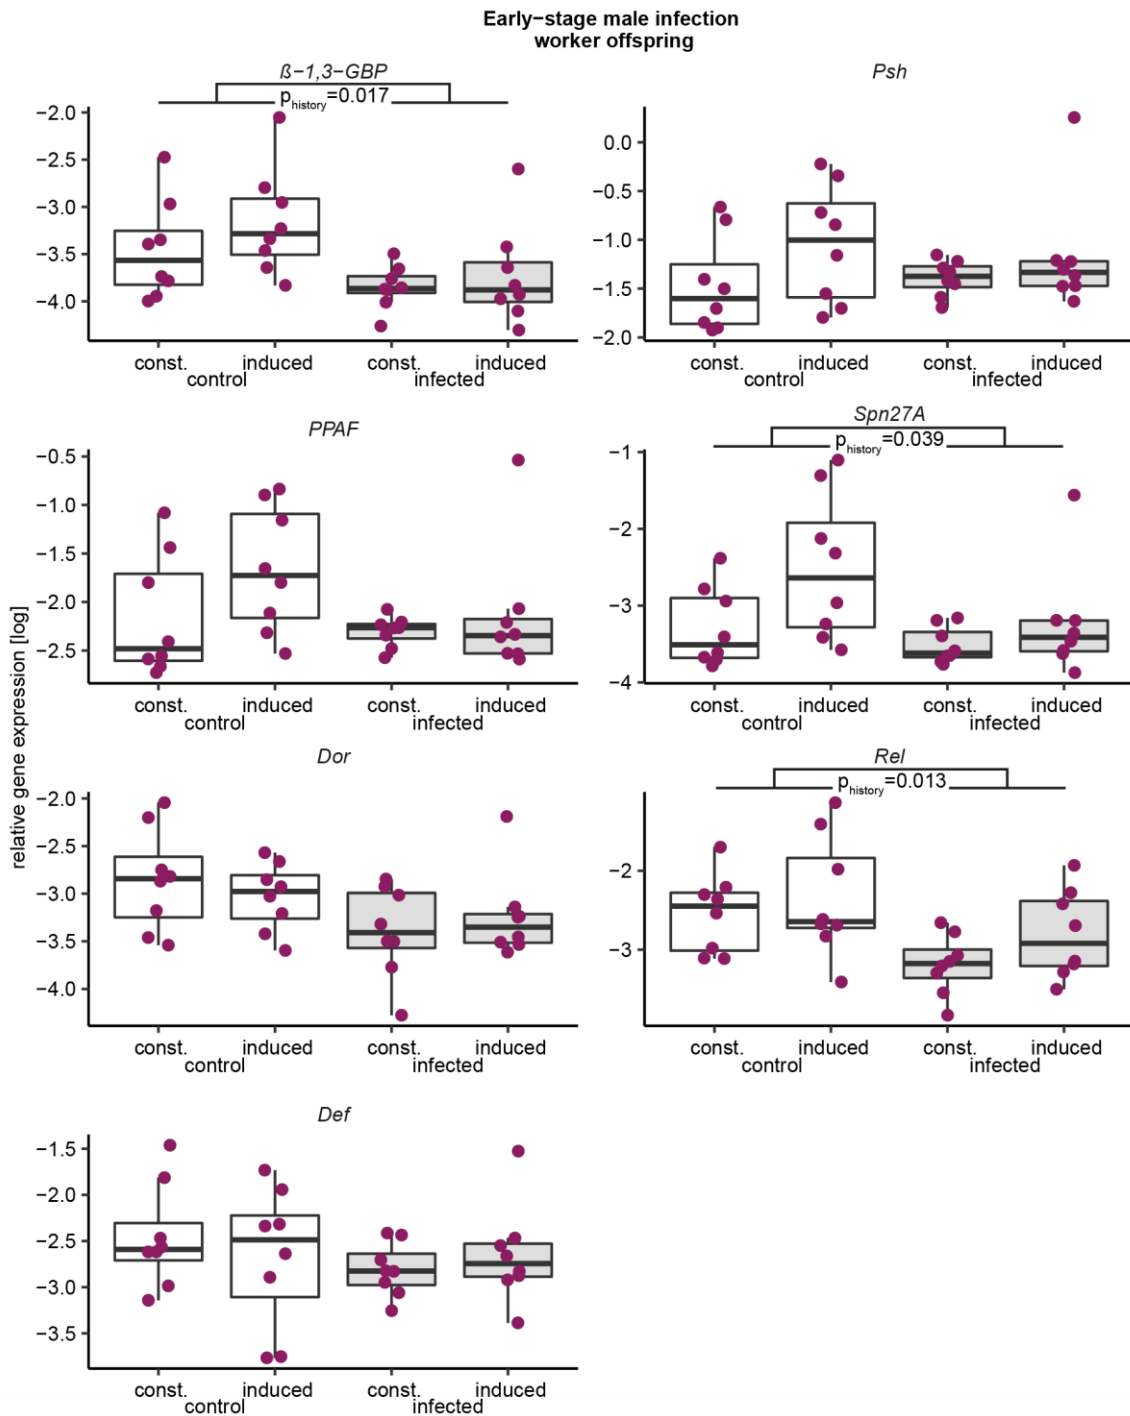 Early−stage male infection
worker offspring
ß−1,3−GBP
p_history=0.017
−2.0
−2.5
−3.0
−3.5
−4.0
const. induced const. induced
control infected
Psh
0.0
−0.5
−1.0
−1.5
−2.0
const. induced const. induced
control infected
relative gene expression [log]
PPAF
−0.5
−1.0
−1.5
−2.0
−2.5
const. induced const. induced
control infected
Spn27A
p_history=0.039
−1
−2
−3
−4
const. induced const. induced
control infected
Dor
−2.0
−2.5
−3.0
−3.5
−4.0
const. induced const. induced
control infected
Rel
p_history=0.013
−2
−3
const. induced const. induced
control infected
Def
−1.5
−2.0
−2.5
−3.0
−3.5
const. induced const. induced
control infected